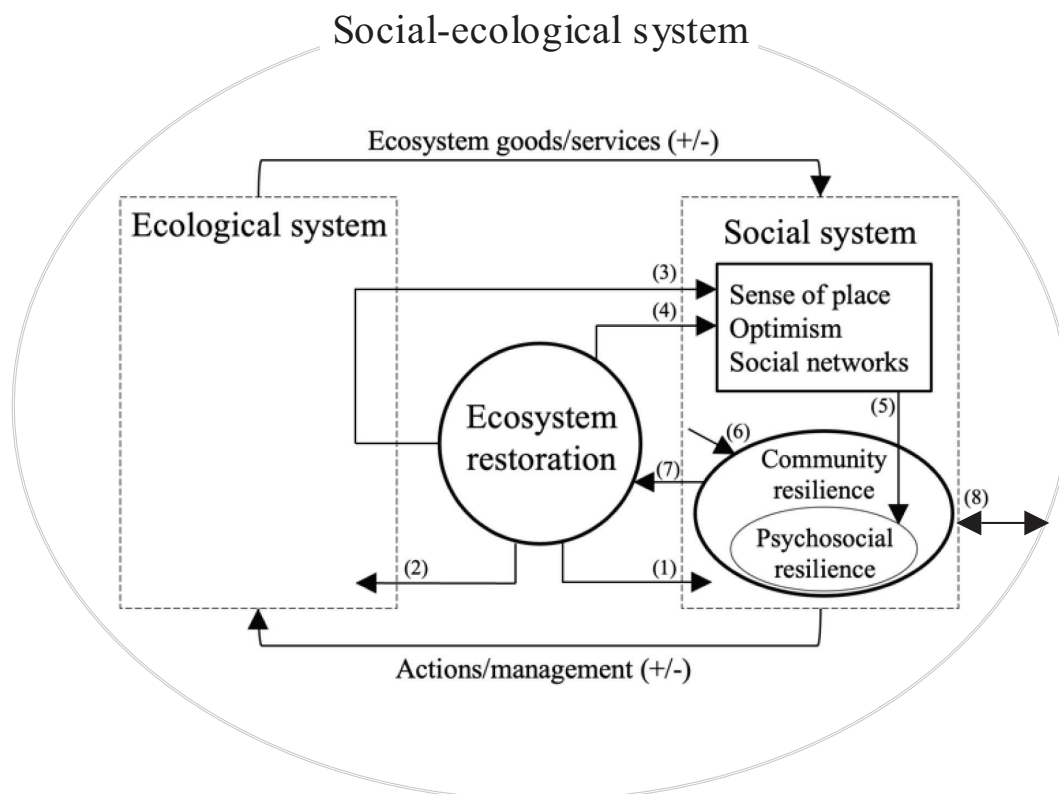 Social-ecological system
Ecosystem goods/services (+/-)
Ecological system
Social system
(3)
Sense of place
(4)
Optimism
Social networks
(5)
Ecosystem
restoration
(6)
Community
resilience
(7)
(8)
Psychosocial
resilience
(2)
(1)
Actions/management (+/-)